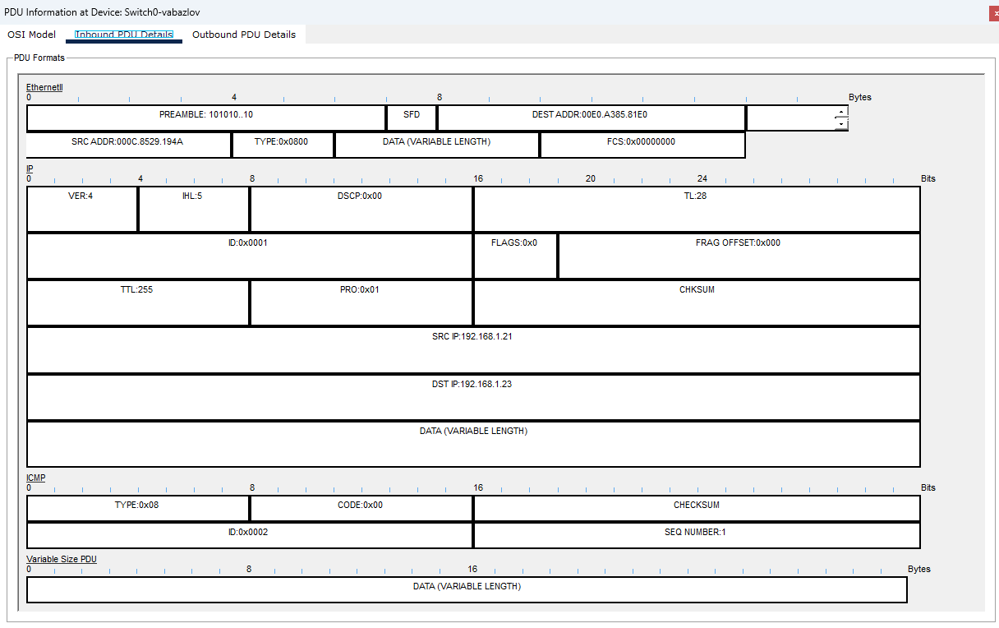 PDU Information at Device: Switch0-vabazlov
x
OSI Model Inbound PDU Details Outbound PDU Details
PDU Formats
EthernetII
0 4 8 Bytes
PREAMBLE: 101010..10 SFD DEST ADDR:00E0.A385.81E0
SRC ADDR:000C.8529.194A TYPE:0x0800 DATA (VARIABLE LENGTH) FCS:0x00000000
IP
0 4 8 16 20 24 Bits
VER:4 IHL:5 DSCP:0x00 TL:28
ID:0x0001 FLAGS:0x0 FRAG OFFSET:0x000
TTL:255 PRO:0x01 CHKSUM
SRC IP:192.168.1.21
DST IP:192.168.1.23
DATA (VARIABLE LENGTH)
ICMP
0 8 16 Bits
TYPE:0x08 CODE:0x00 CHECKSUM
ID:0x0002 SEQ NUMBER:1
Variable Size PDU
0 8 16 Bytes
DATA (VARIABLE LENGTH)